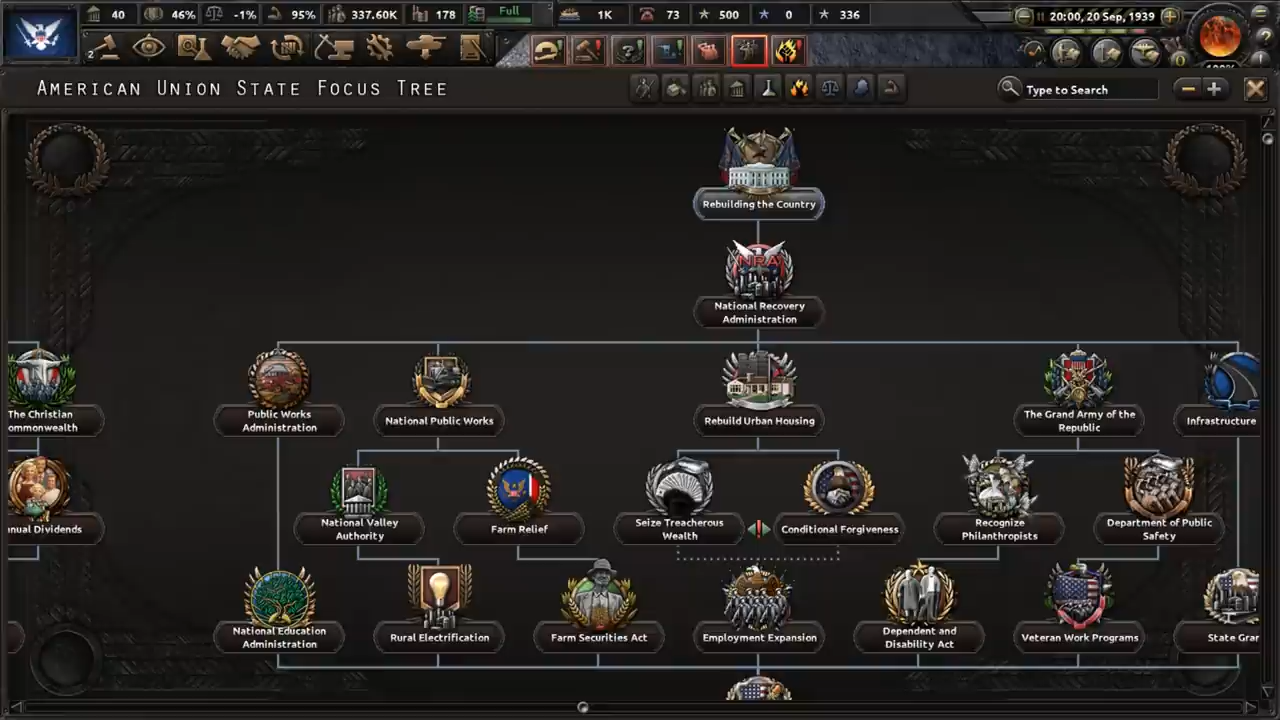 40 46% -1% 95% 337.60K 178 Full 1K 73 500 0 336 20:00, 20 Sep, 1939
2
0
American Union State Focus Tree
Type to Search
Rebuilding the Country
NRA
National Recovery
Administration
The Christian
ommonwealth
Public Works
Administration
National Public Works
Rebuild Urban Housing
The Grand Army of the
Republic
Infrastructure
nual Dividends
National Valley
Authority
Farm Relief
Seize Treacherous
Wealth
Conditional Forgiveness
Recognize
Philanthropists
Department of Public
Safety
National Education
Administration
Rural Electrification
Farm Securities Act
Employment Expansion
Dependent and
Disability Act
Veteran Work Programs
State Gran